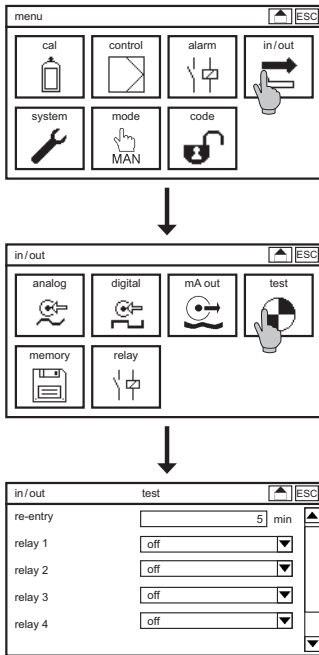 menu ESC
cal control alarm in/out
system mode code
MAN
in/out ESC
analog digital mA out test
memory relay
in/out test ESC
re-entry 5 min
relay 1 off
relay 2 off
relay 3 off
relay 4 off